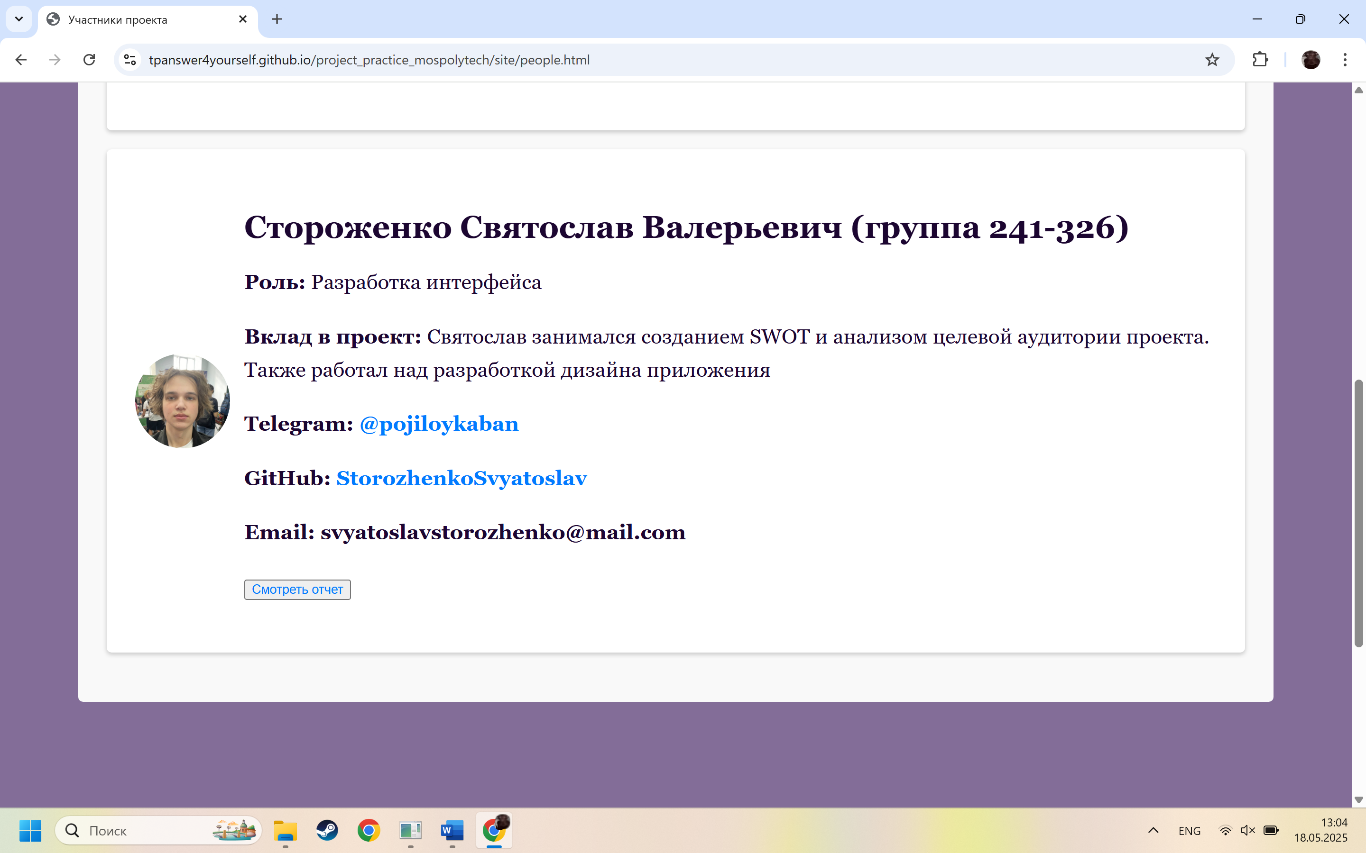 Участники проекта
tpanswer4yourself.github.io/project_practice_mospolytech/site/people.html
Стороженко Святослав Валерьевич (группа 241-326)
Роль: Разработка интерфейса
Вклад в проект: Святослав занимался созданием SWOT и анализом целевой аудитории проекта.
Также работал над разработкой дизайна приложения
Telegram: @pojiloykaban
GitHub: StorozhenkoSvyatoslav
Email: svyatoslavstorozhenko@mail.com
Смотреть отчет
Поиск
W
ENG
13:04
18.05.2025